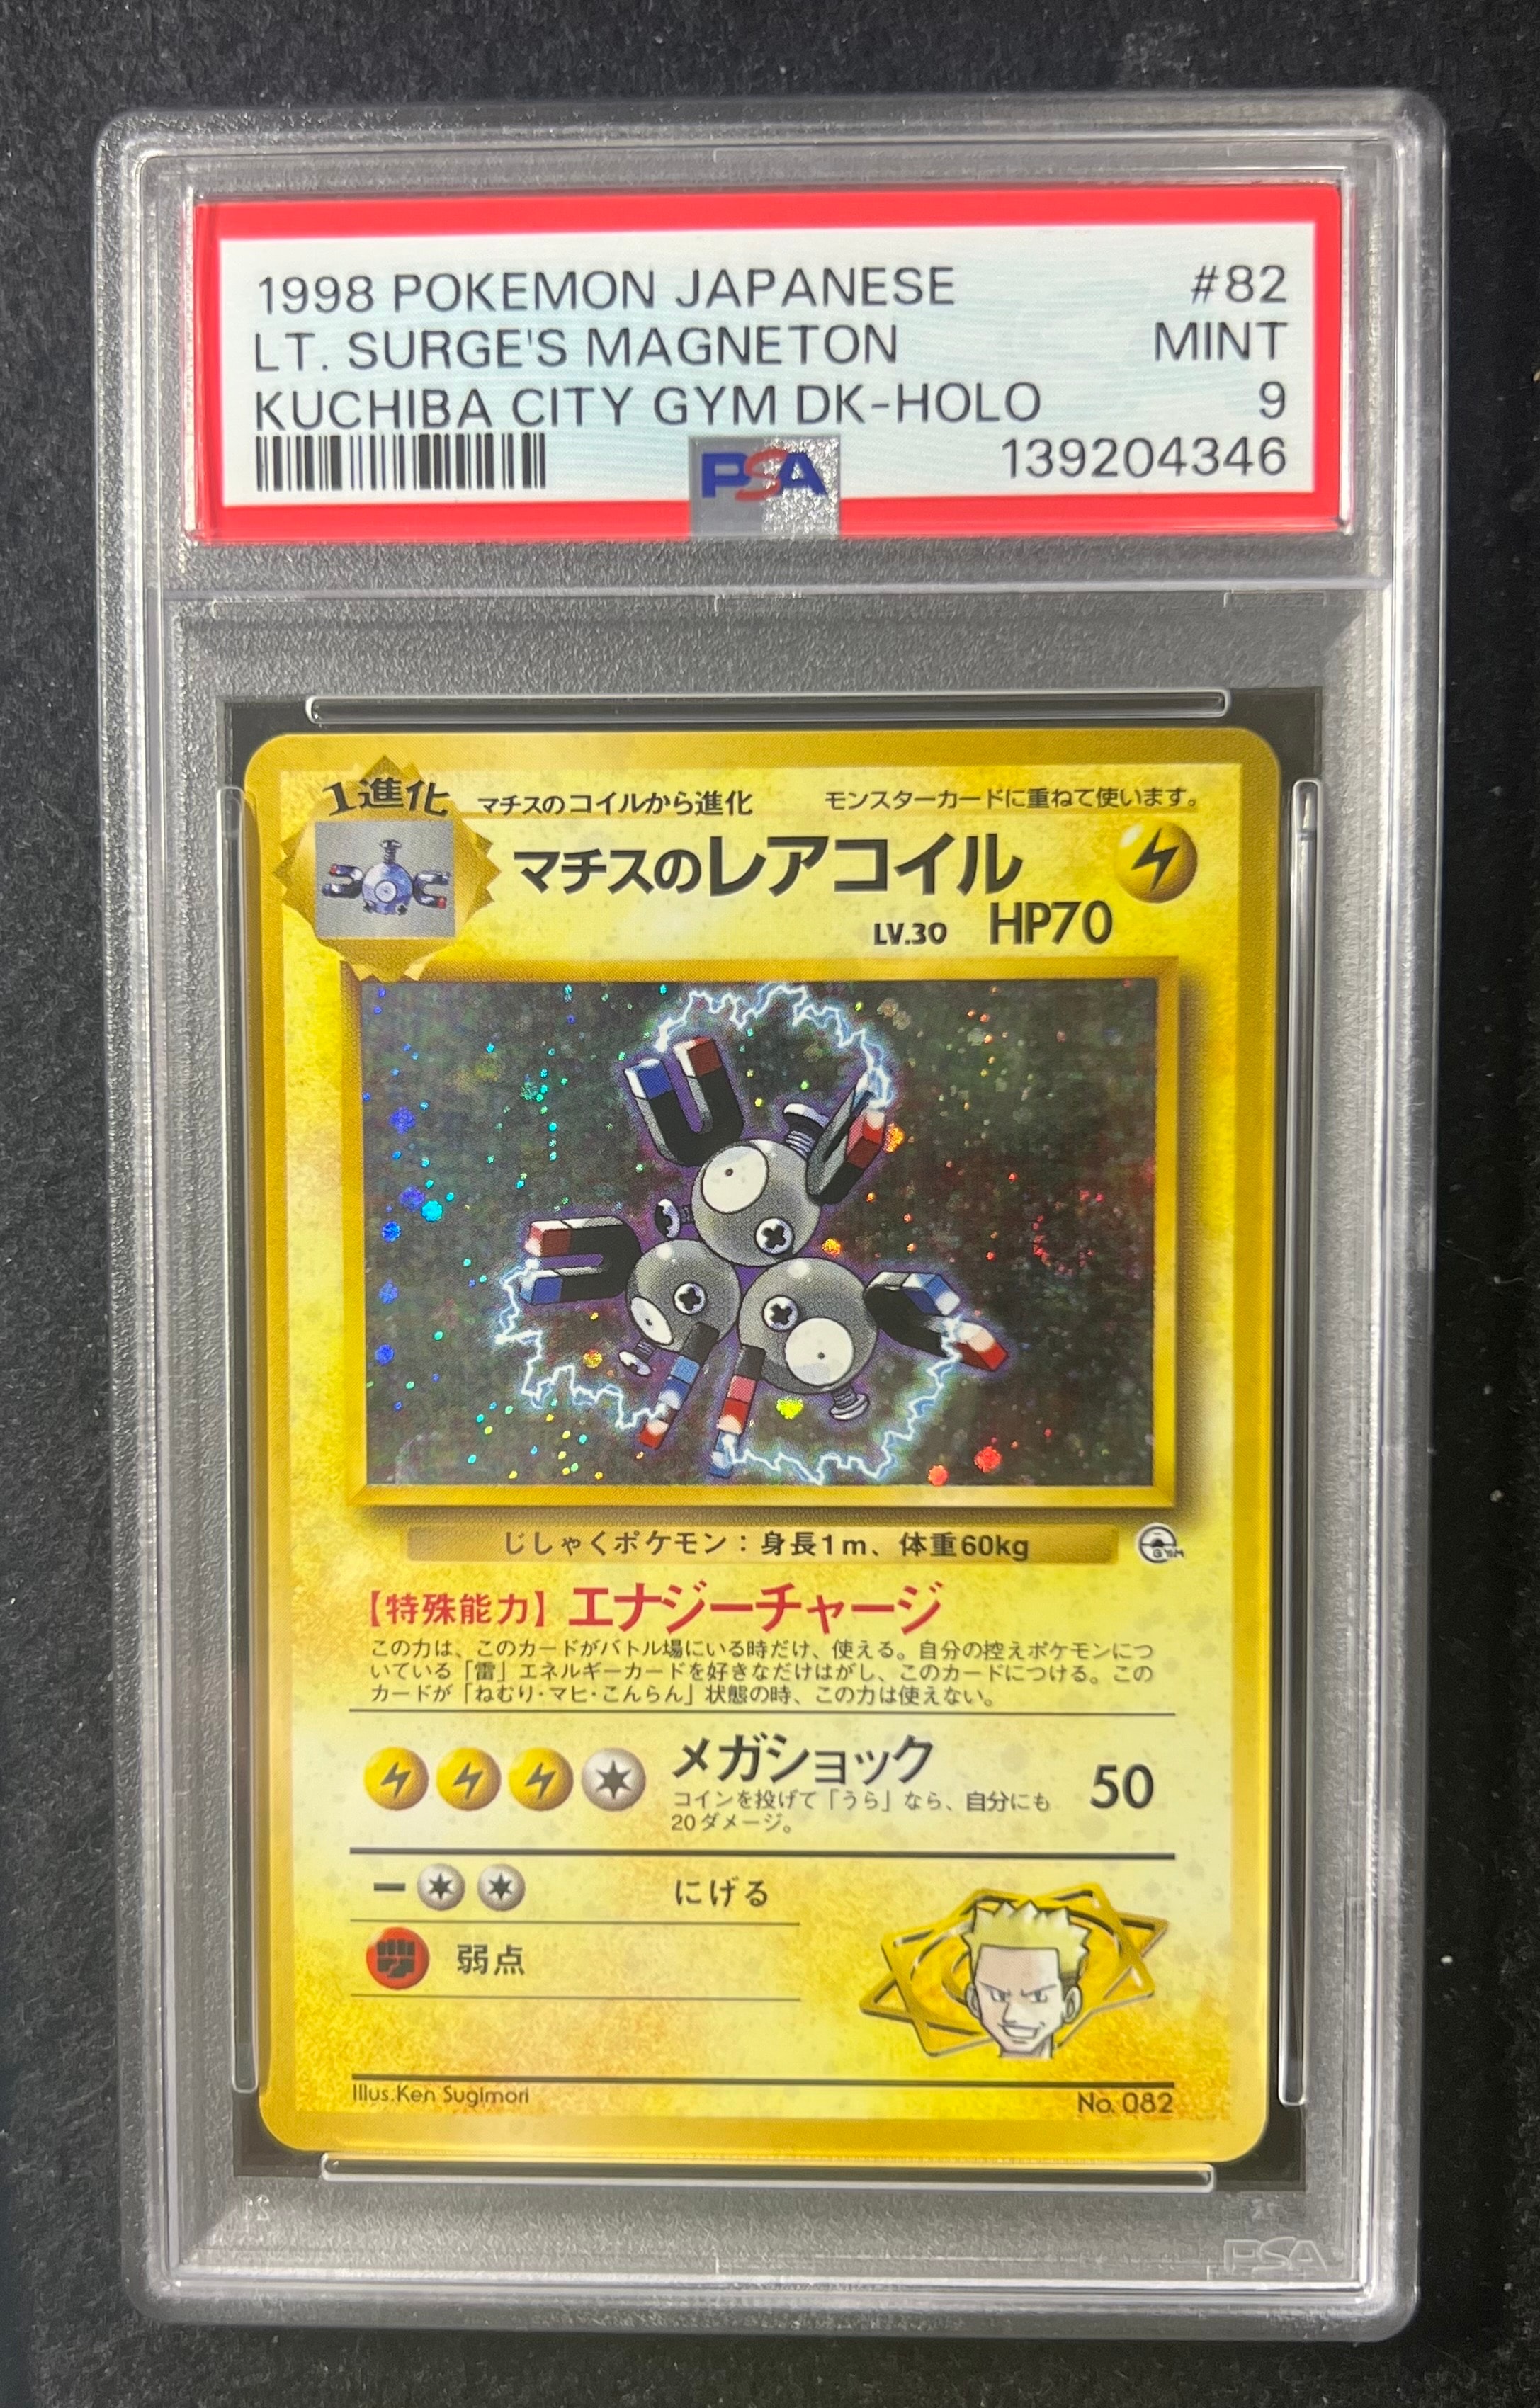 1998 POKEMON JAPANESE #82
LT. SURGE'S MAGNETON MINT
KUCHIBA CITY GYM DK-HOLO 9
PSA 139204346
1進化 マチスのコイルから進化 モンスターカードに重ねて使います。
マチスのレアコイル
LV.30 HP70
じしゃくポケモン：身長1m、体重60kg
GYM
【特殊能力】エナジーチャージ
この力は、このカードがバトル場にいる時だけ、使える。自分の控えポケモンにつ
いている「雷」エネルギーカードを好きなだけはがし、このカードにつける。この
カードが「ねむり・マヒ・こんらん」状態の時、この力は使えない。
メガショック 50
コインを投げて「うら」なら、自分にも
20ダメージ。
ー にげる
弱点
Illus.Ken Sugimori No. 082
PSA